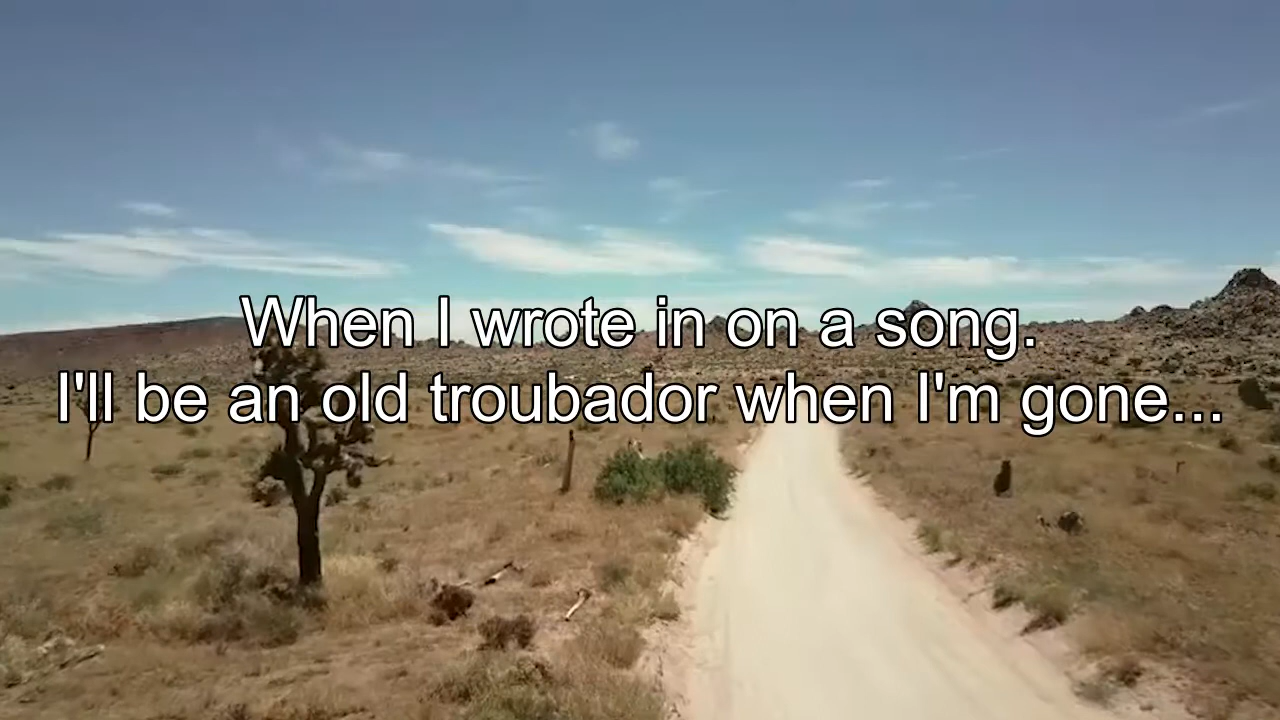 When I wrote in on a song.
I'll be an old troubador when I'm gone...